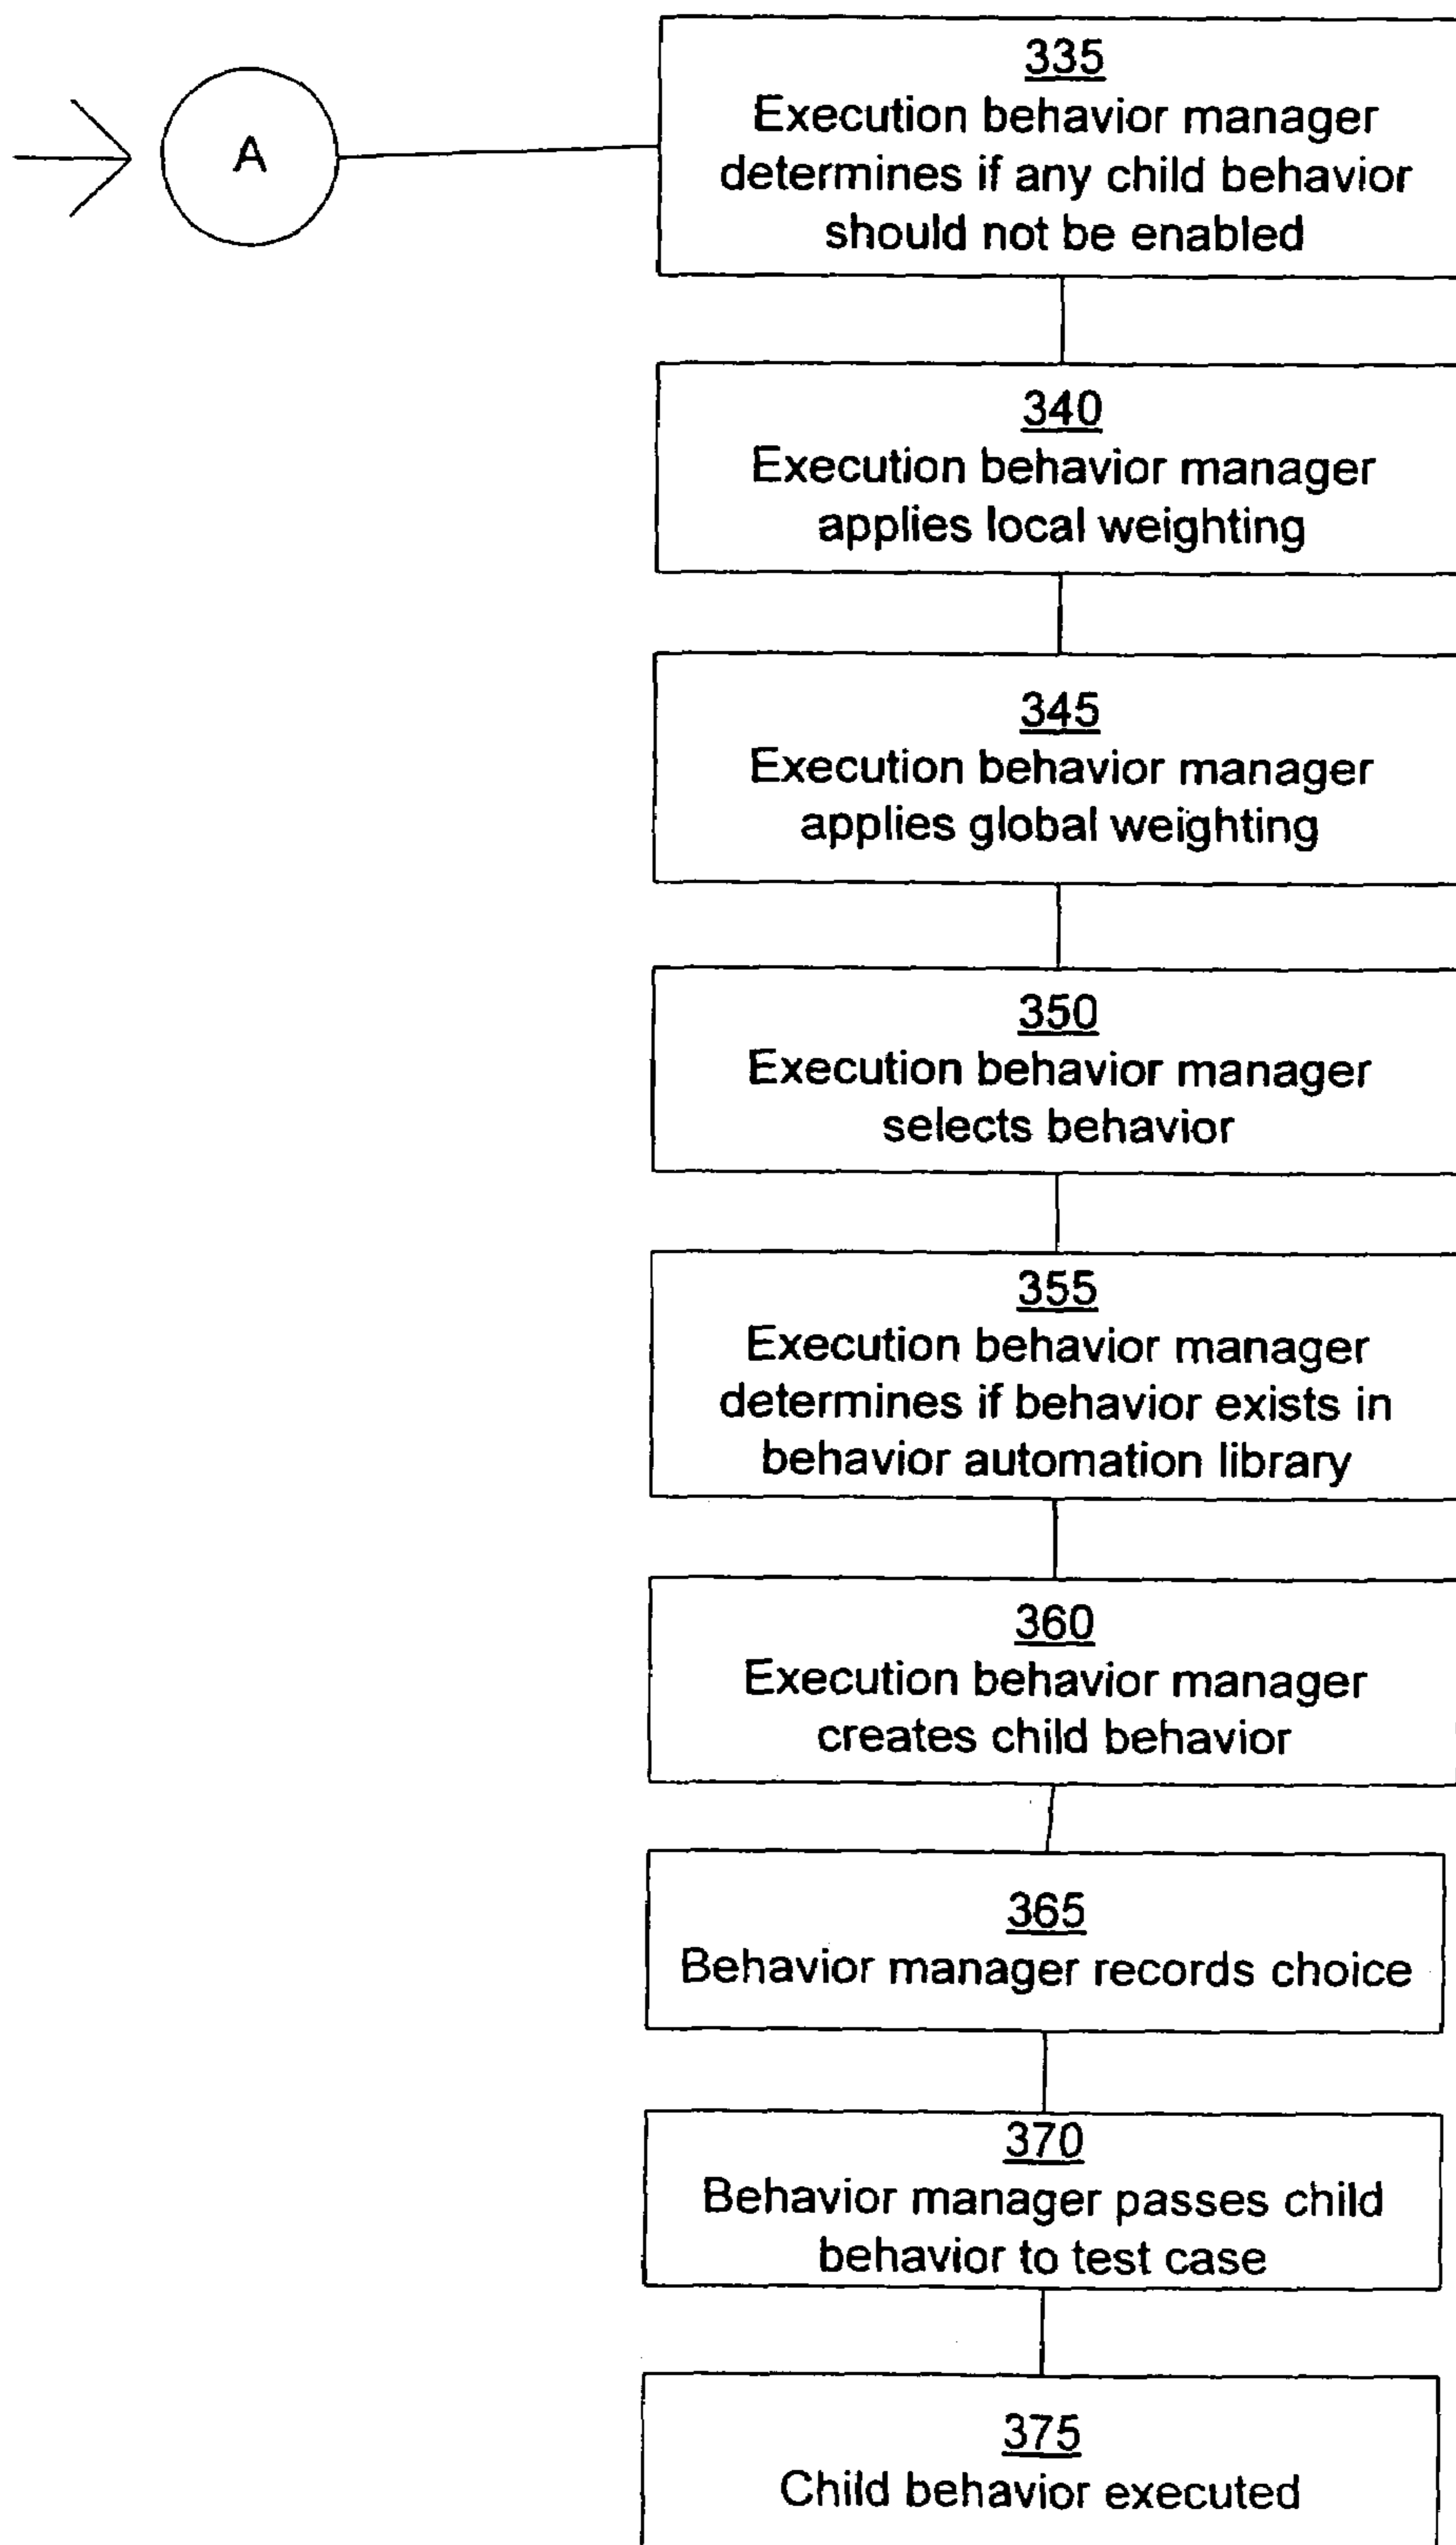 A
335
Execution behavior manager
determines if any child behavior
should not be enabled
340
Execution behavior manager
applies local weighting
345
Execution behavior manager
applies global weighting
350
Execution behavior manager
selects behavior
355
Execution behavior manager
determines if behavior exists in
behavior automation library
360
Execution behavior manager
creates child behavior
365
Behavior manager records choice
370
Behavior manager passes child
behavior to test case
375
Child behavior executed